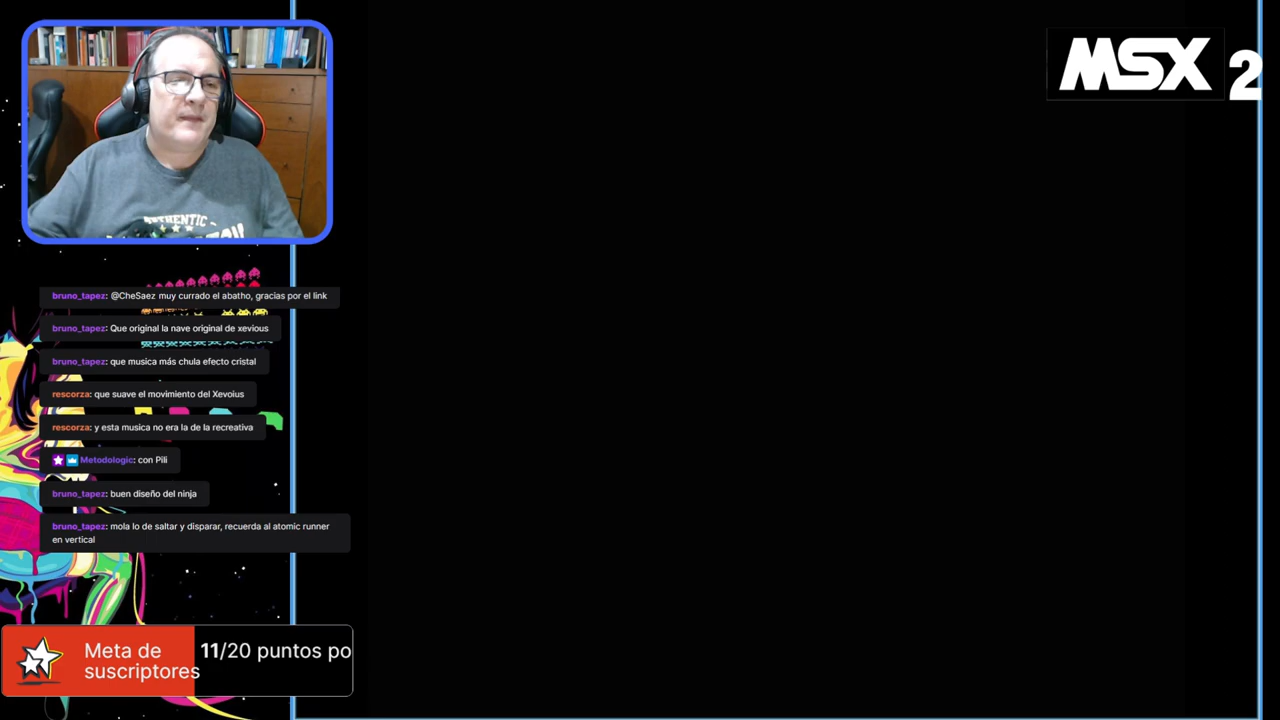 MSX 2
AUTHENTIC
bruno_tapez: @CheSaez muy currado el abatho, gracias por el link
bruno_tapez: Que original la nave original de xevious
bruno_tapez: que musica más chula efecto cristal
rescorza: que suave el movimiento del Xevoius
rescorza: y esta musica no era la de la recreativa
Metodologic: con Pili
bruno_tapez: buen diseño del ninja
bruno_tapez: mola lo de saltar y disparar, recuerda al atomic runner
en vertical
Meta de
suscriptores
11/20 puntos po